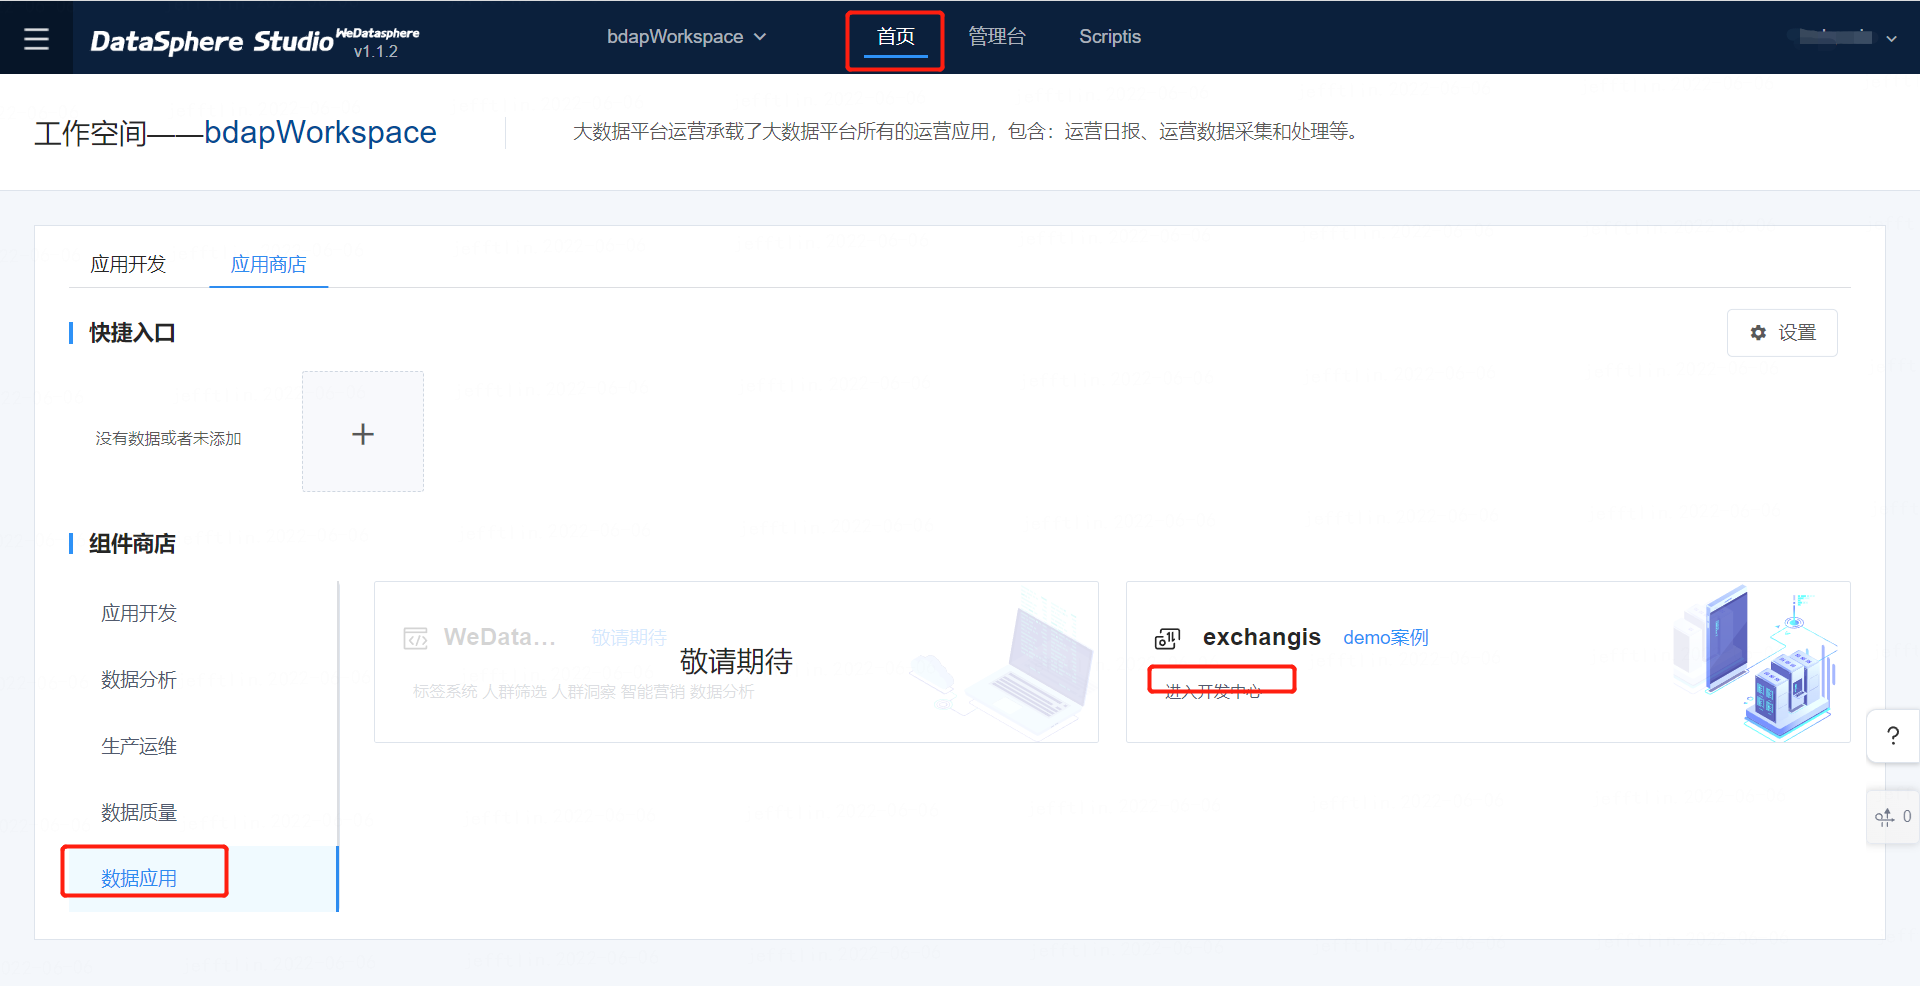 DataSphere Studio WeDatasphere
v1.1.2
bdapWorkspace
首页
管理台
Scriptis
工作空间——bdapWorkspace
大数据平台运营承载了大数据平台所有的运营应用，包含：运营日报、运营数据采集和处理等。
应用开发
应用商店
快捷入口
设置
没有数据或者未添加
+
组件商店
应用开发
数据分析
生产运维
数据质量
数据应用
WeData...
敬请期待
敬请期待
标签系统 人群筛选 人群洞察 智能营销 数据分析
exchangis
demo案例
进入开发中心
?
0